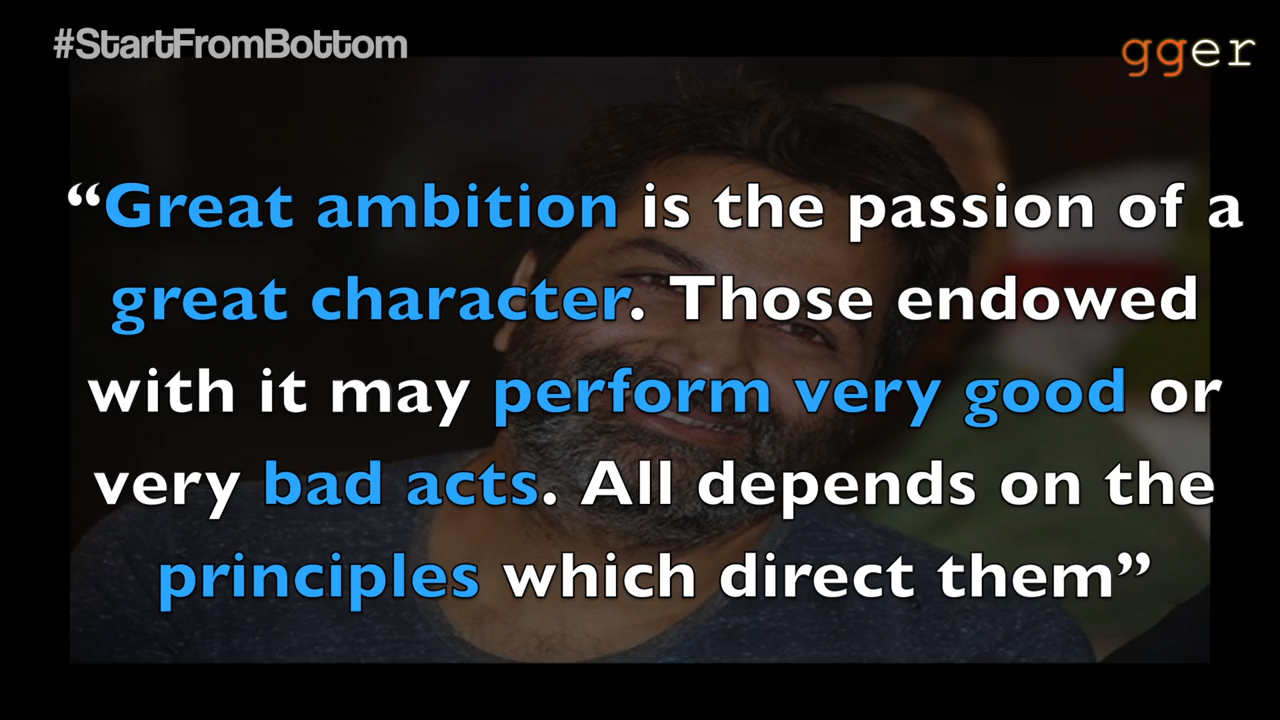 #StartFromBottom
gger
“Great ambition is the passion of a
great character. Those endowed
with it may perform very good or
very bad acts. All depends on the
principles which direct them”